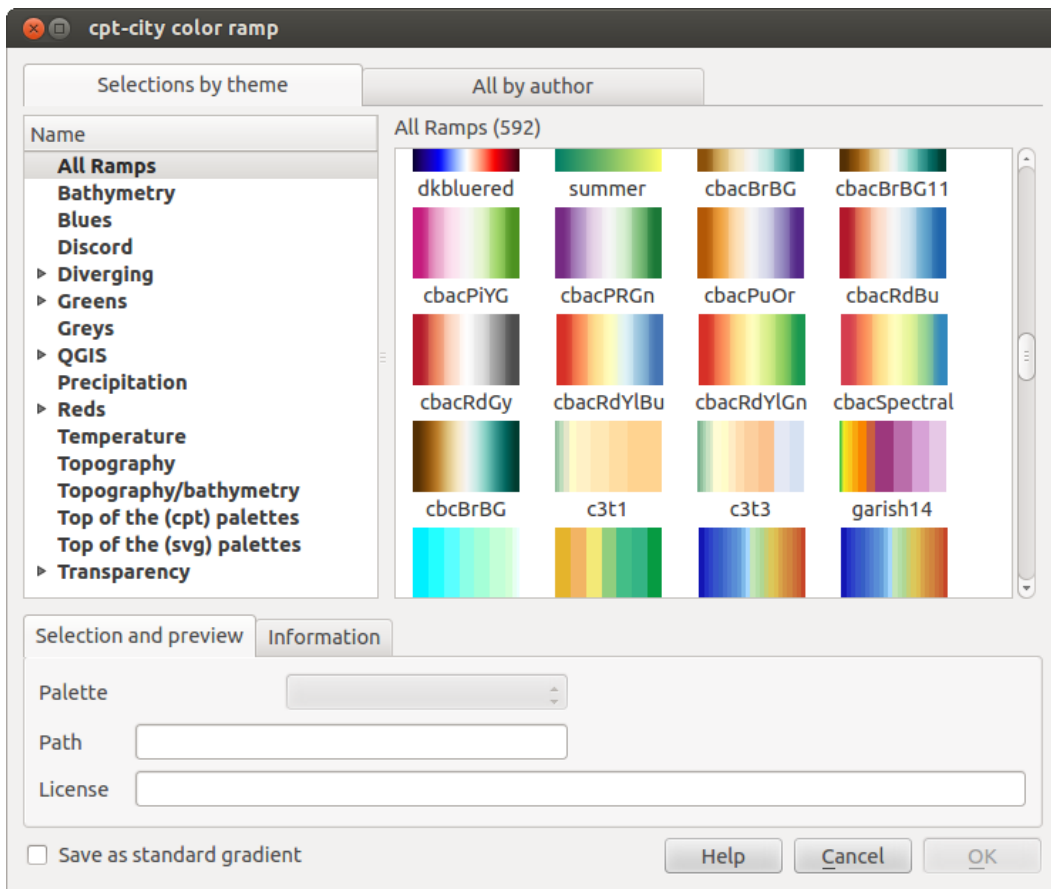 cpt-city color ramp
Selections by theme
All by author
Name
All Ramps
Bathymetry
Blues
Discord
Diverging
Greens
Greys
QGIS
Precipitation
Reds
Temperature
Topography
Topography/bathymetry
Top of the (cpt) palettes
Top of the (svg) palettes
Transparency
All Ramps (592)
dkbluered summer cbacBrBG cbacBrBG11
cbacPiYG cbacPRGn cbacPuOr cbacRdBu
cbacRdGy cbacRdYlBu cbacRdYlGn cbacSpectral
cbcBrBG c3t1 c3t3 garish14
Selection and preview
Information
Palette
Path
License
Save as standard gradient
Help
Cancel
OK